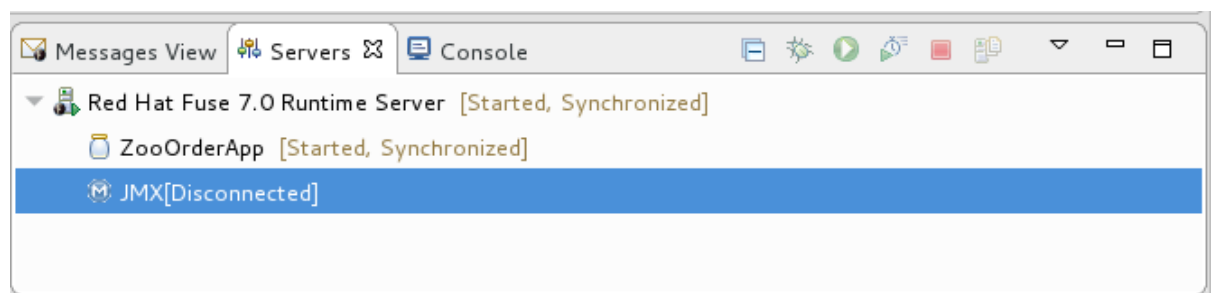 Messages View Servers Console
Red Hat Fuse 7.0 Runtime Server [Started, Synchronized]
ZooOrderApp [Started, Synchronized]
JMX[Disconnected]